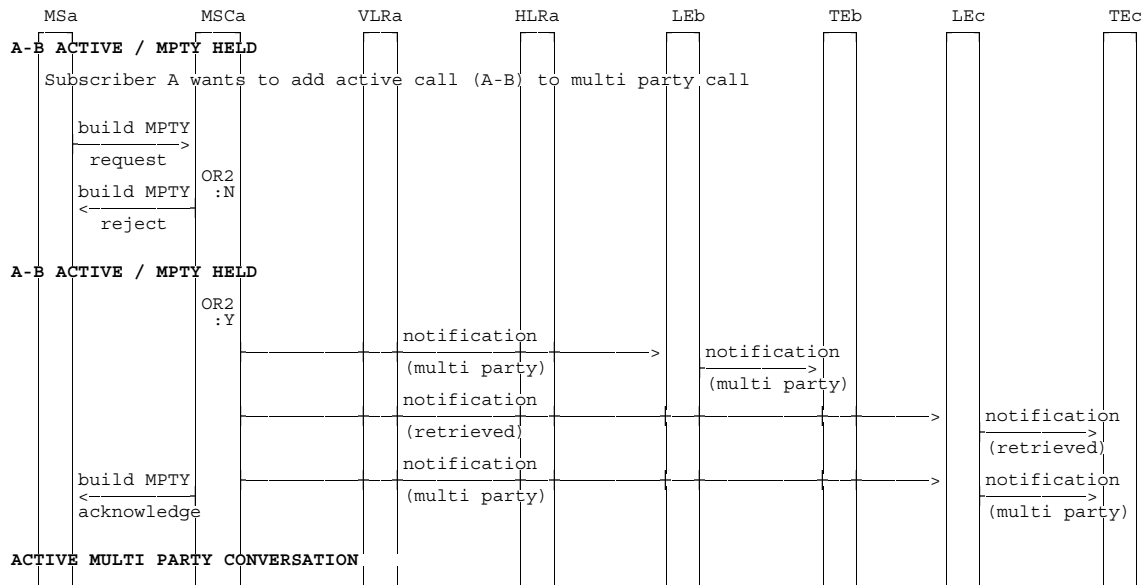 MSa MSCa VLRa HLRa LEb TEb LEc TEc
A-B ACTIVE / MPTY HELD
Subscriber A wants to add active call (A-B) to multi party call
build MPTY
request
OR2
build MPTY :N
reject
A-B ACTIVE / MPTY HELD
OR2
:Y
notification
notification
(multi party)
(multi party)
notification
notification
(retrieved)
(retrieved)
notification
build MPTY notification
(multi party)
acknowledge (multi party)
ACTIVE MULTI PARTY CONVERSATION